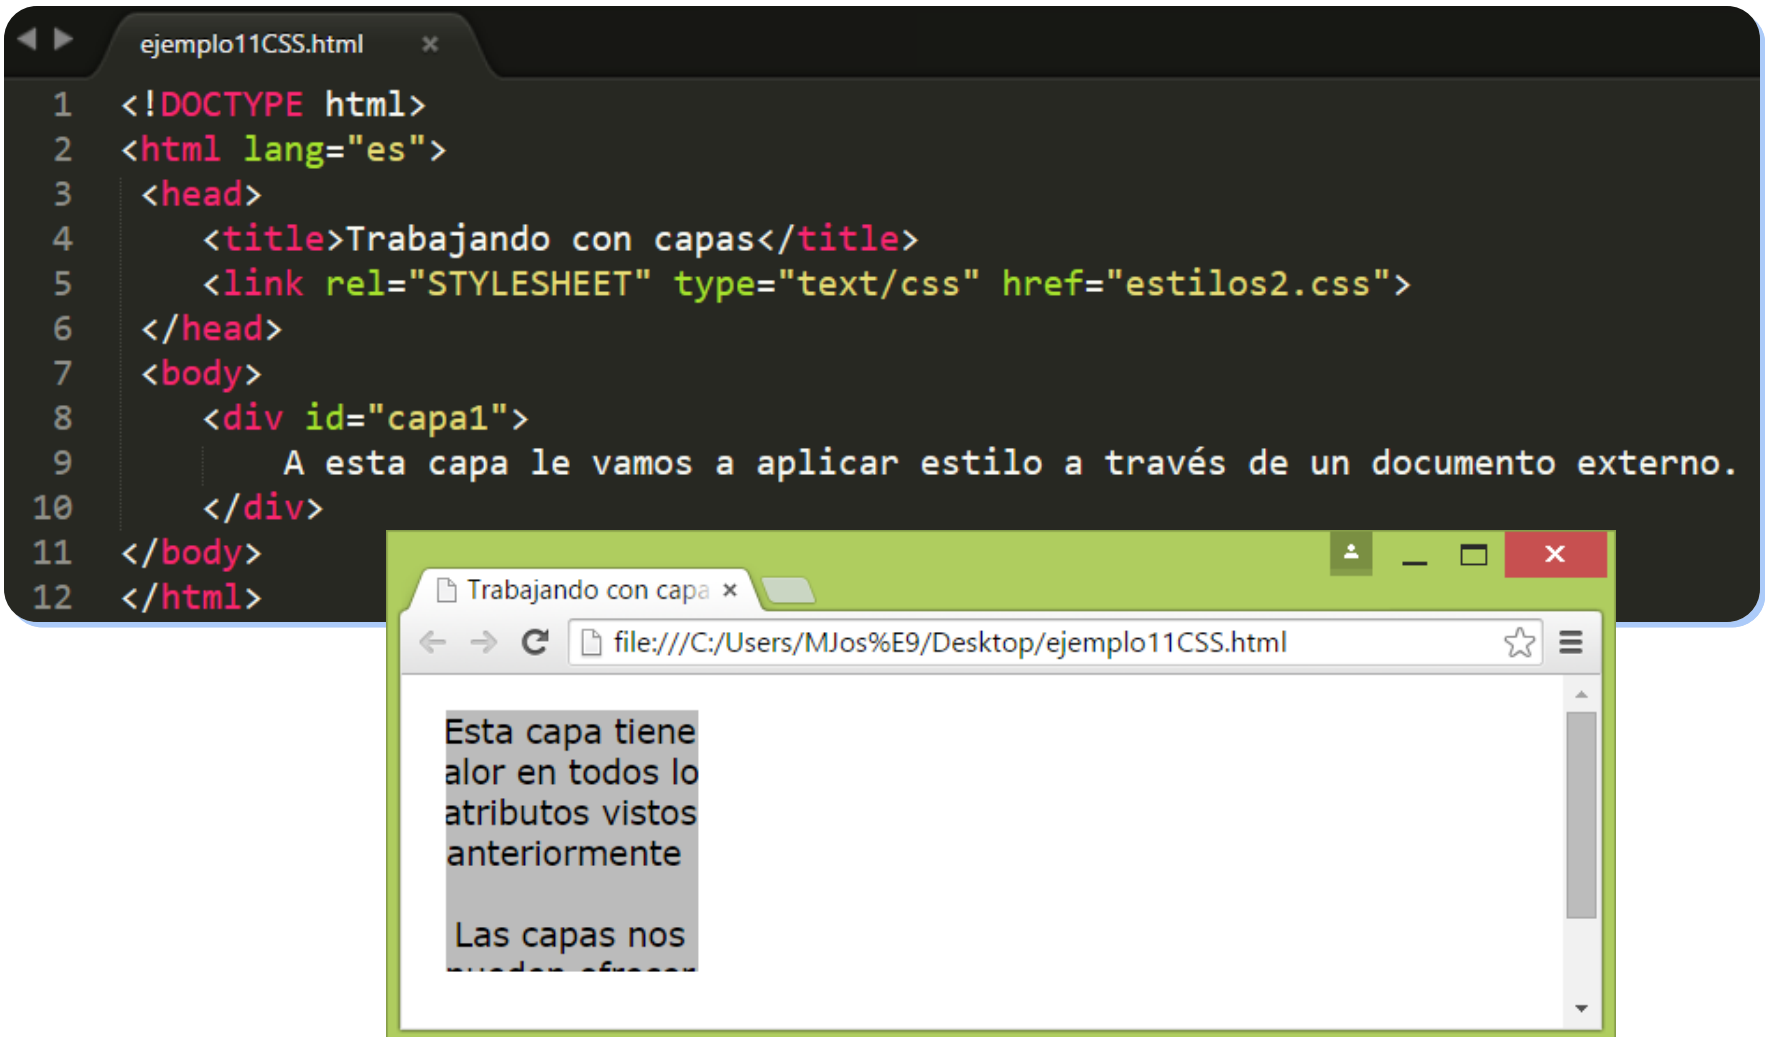 ejemplo11CSS.html ×
1 <!DOCTYPE html>
2 <html lang="es">
3 <head>
4 <title>Trabajando con capas</title>
5 <link rel="STYLESHEET" type="text/css" href="estilos2.css">
6 </head>
7 <body>
8 <div id="capa1">
9 A esta capa le vamos a aplicar estilo a través de un documento externo.
10 </div>
11 </body>
12 </html>
Trabajando con capa ×
file:///C:/Users/MJos%E9/Desktop/ejemplo11CSS.html
Esta capa tiene
alor en todos lo
atributos vistos
anteriormente
Las capas nos
pueden ofrecer